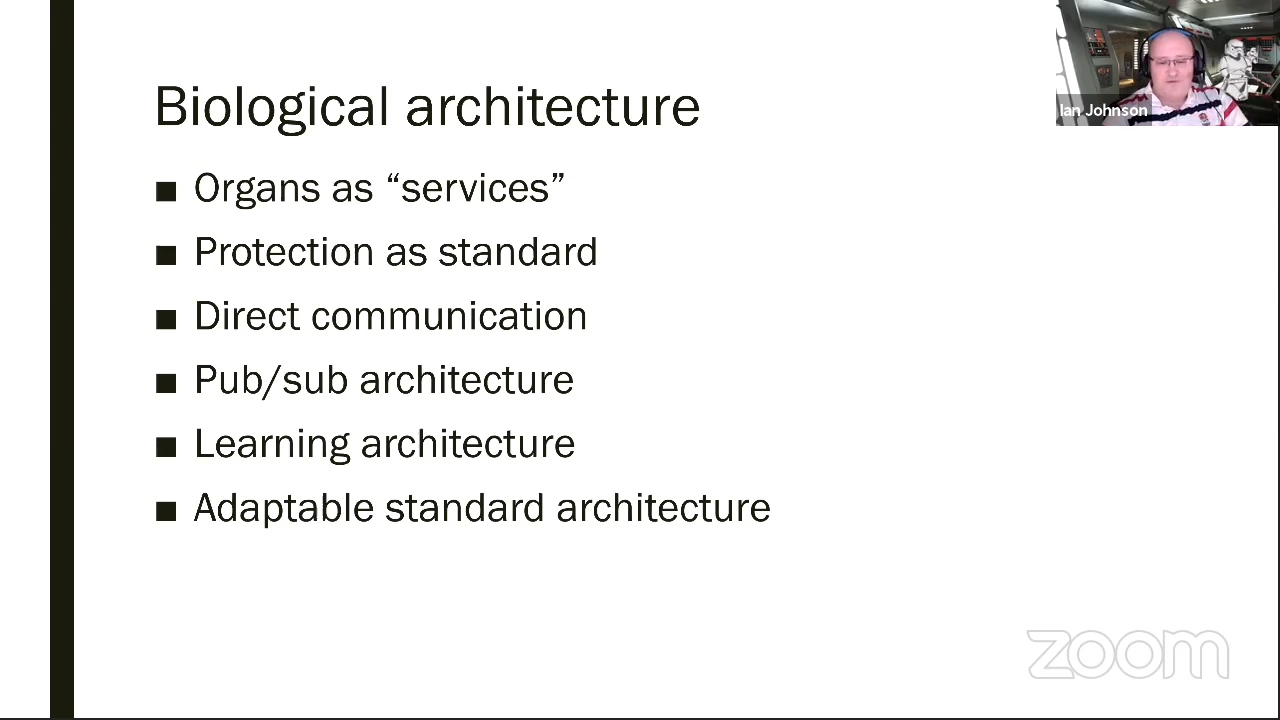 Biological architecture
Ian Johnson
■ Organs as “services”
■ Protection as standard
■ Direct communication
■ Pub/sub architecture
■ Learning architecture
■ Adaptable standard architecture
zoom